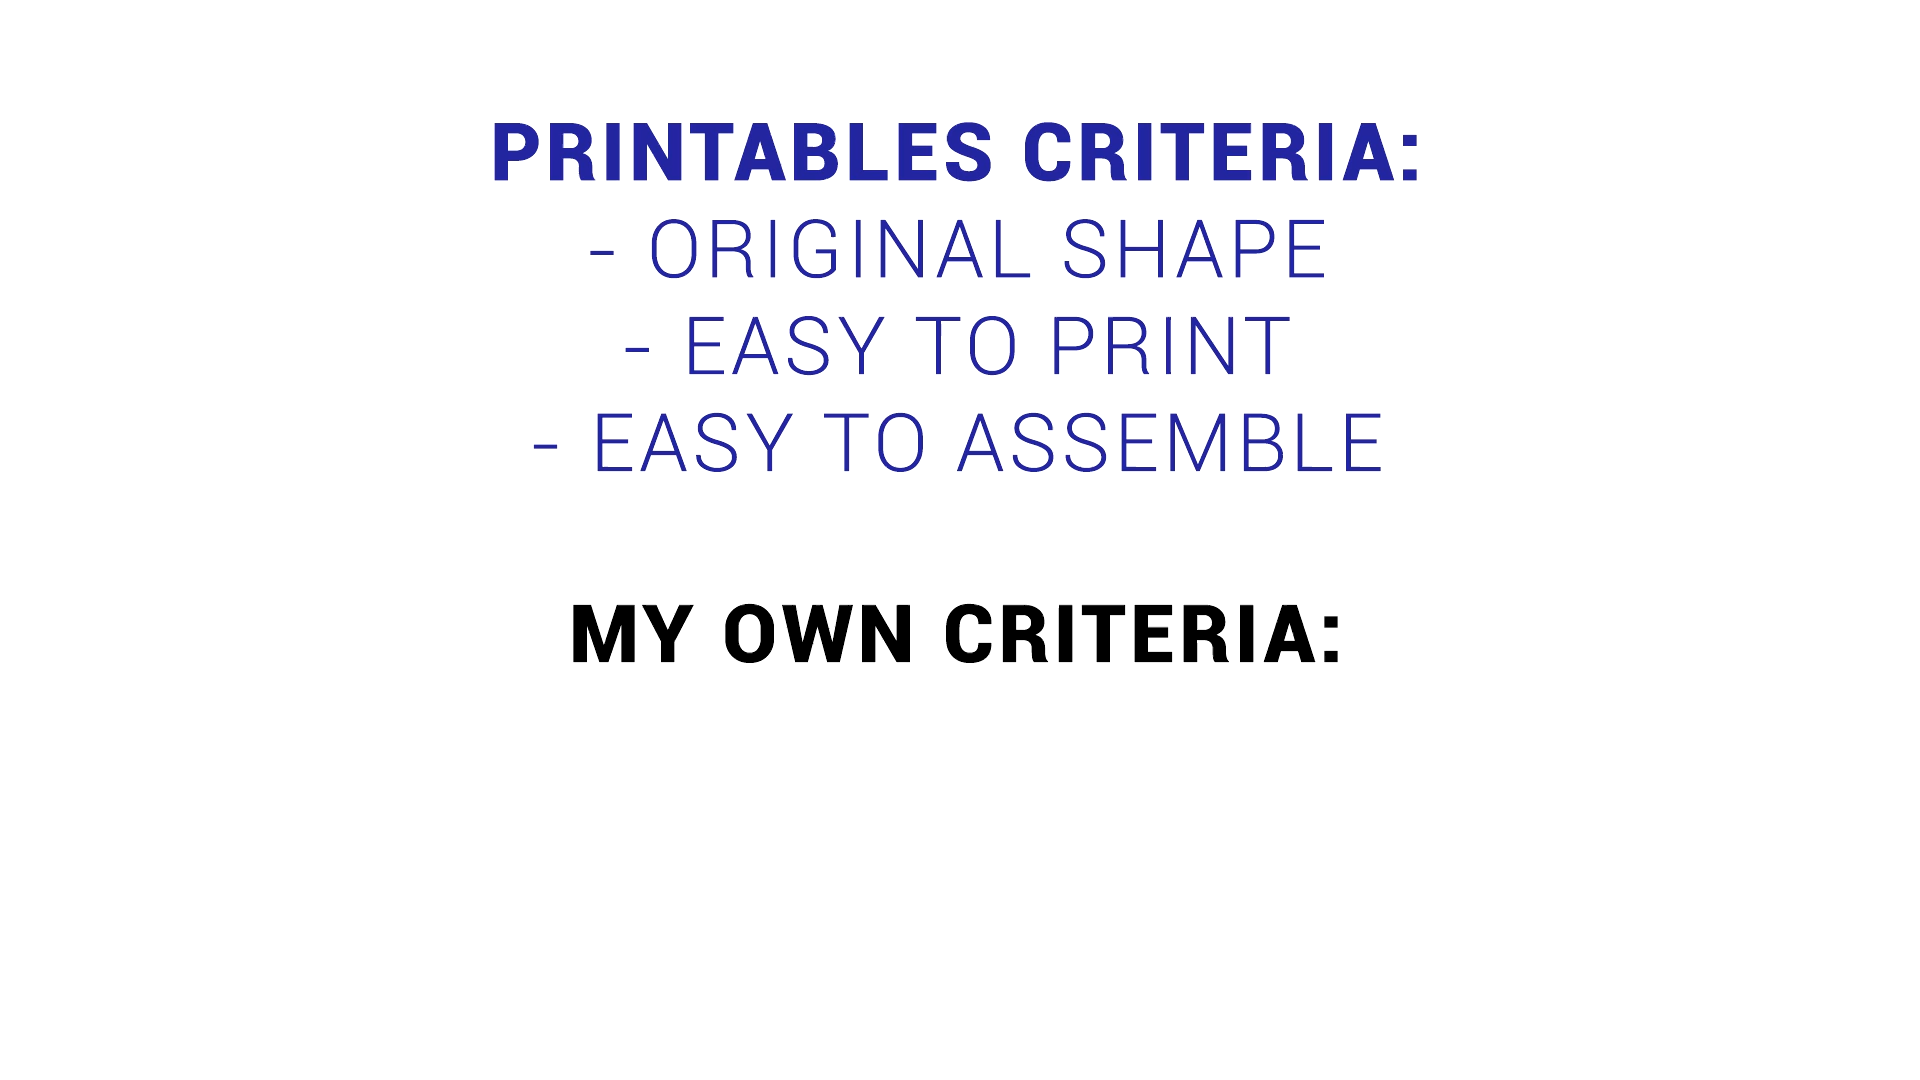 PRINTABLES CRITERIA:
- ORIGINAL SHAPE
- EASY TO PRINT
- EASY TO ASSEMBLE
MY OWN CRITERIA: